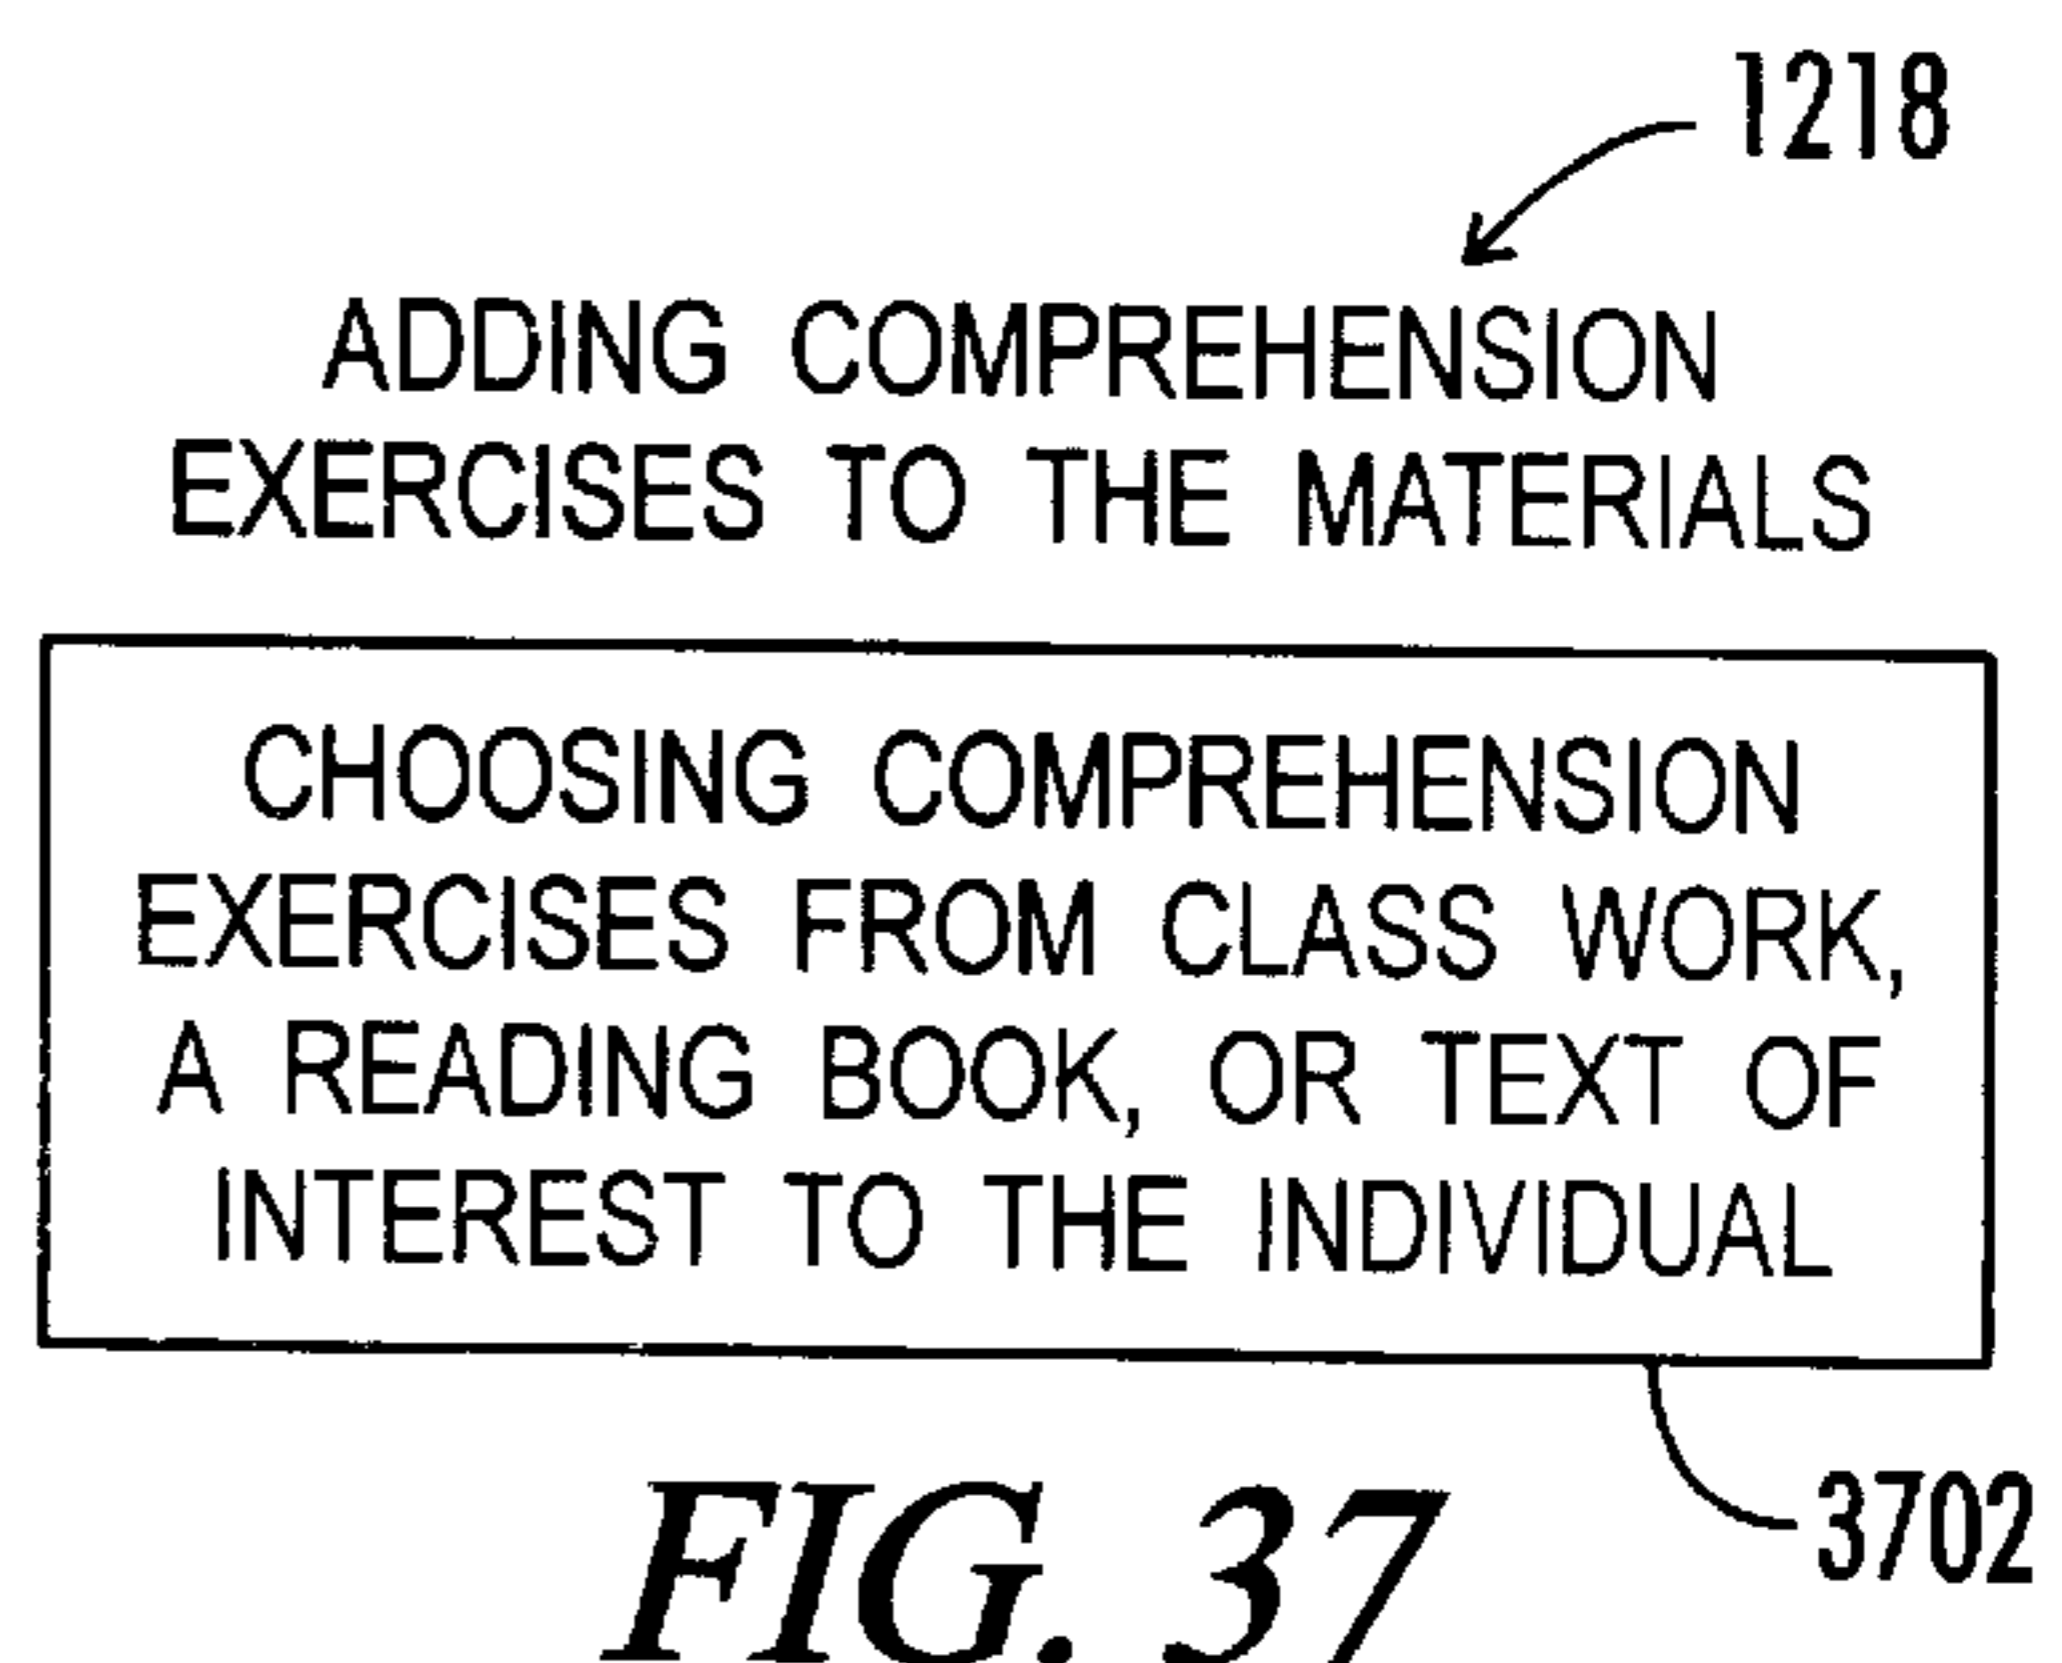 1218
ADDING COMPREHENSION
EXERCISES TO THE MATERIALS
CHOOSING COMPREHENSION
EXERCISES FROM CLASS WORK,
A READING BOOK, OR TEXT OF
INTEREST TO THE INDIVIDUAL
3702
FIG. 37